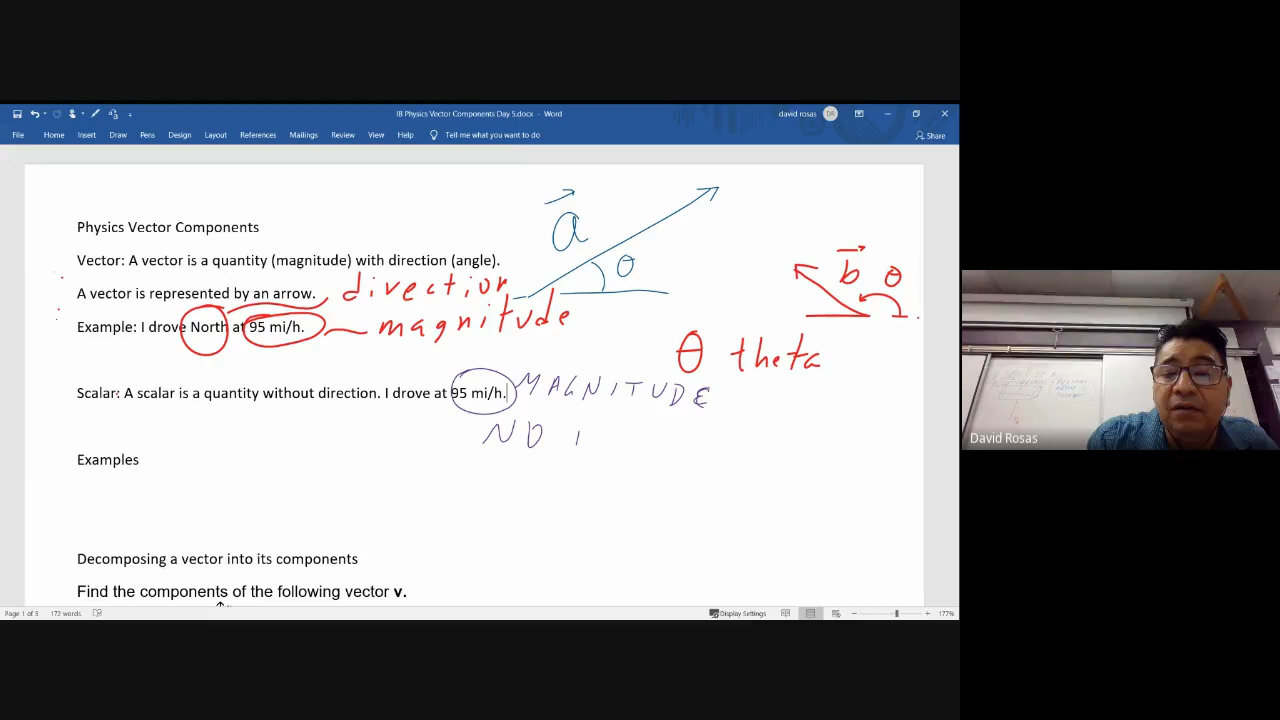 IB Physics Vector Components Day 5.docx - Word
david rosas DR
File Home Insert Draw Pens Design Layout References Mailings Review View Help Tell me what you want to do Share
a
b θ
θ
Physics Vector Components
Vector: A vector is a quantity (magnitude) with direction (angle).
A vector is represented by an arrow. direction
Example: I drove North at 95 mi/h. magnitude
θ theta
Scalar: A scalar is a quantity without direction. I drove at 95 mi/h. MAGNITUDE
NO
Examples
Decomposing a vector into its components
Find the components of the following vector v.
Page 1 of 5 172 words Display Settings 177%
David Rosas